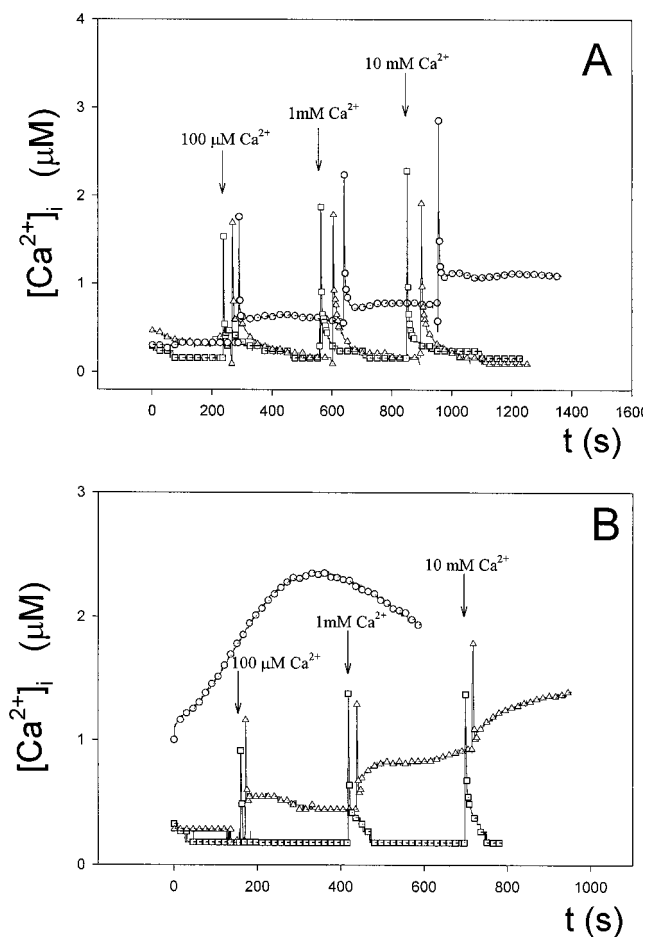 A
10 mM Ca²⁺
1mM Ca²⁺
100 μM Ca²⁺
[Ca²⁺]ᵢ (μM)
4
3
2
1
0
0 200 400 600 800 1000 1200 1400 1600
t (s)
B
10 mM Ca²⁺
1mM Ca²⁺
100 μM Ca²⁺
[Ca²⁺]ᵢ (μM)
3
2
1
0
0 200 400 600 800 1000
t (s)